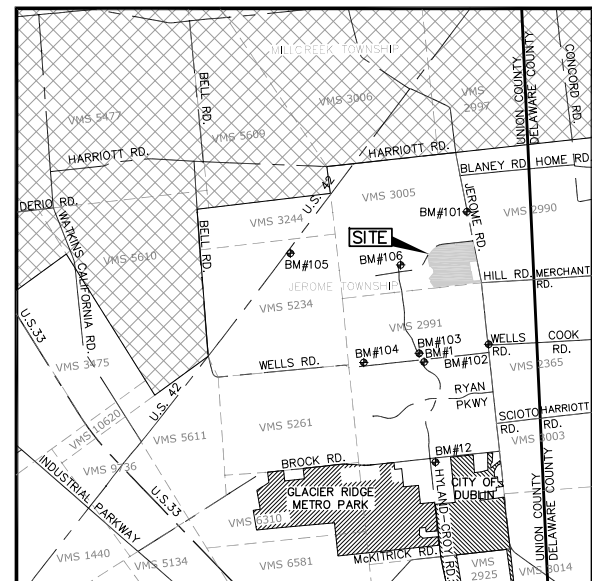 MILLCREEK TOWNSHIP
UNION COUNTY
DELAWARE COUNTY
CONCORD RD.
BELL RD.
VMS 3006
VMS
2997
VMS 5477
VMS 5609
HARRIOTT RD.
HARRIOTT RD.
BLANEY RD.
HOME RD.
U.S. 42
VMS 3005
JEROME RD.
DERIO RD.
VMS 3244
BM#101
VMS 2990
WATKINS CALIFORNIA RD.
BELL RD.
SITE
VMS 5610
BM#105
BM#106
HILL RD.
MERCHANT
RD.
JEROME TOWNSHIP
U.S.33
VMS 5234
VMS 2991
BM#103
WELLS
RD.
COOK
RD.
VMS 3475
WELLS RD.
BM#104
BM#1
BM#102
VMS 2365
U.S. 42
RYAN
PKWY
VMS 10620
VMS 5611
VMS 5261
SCIOTO
RD.
HARRIOTT
RD.
VMS 3003
BROCK RD.
BM#12
VMS 9736
INDUSTRIAL PARKWAY
U.S.33
GLACIER RIDGE
METRO PARK
CITY OF
DUBLIN
HYLAND-CROY RD.
UNION COUNTY
DELAWARE COUNTY
VMS 6310
VMS 1440
VMS 5134
VMS 6581
McKITRICK RD.
VMS
2925
VMS 3014